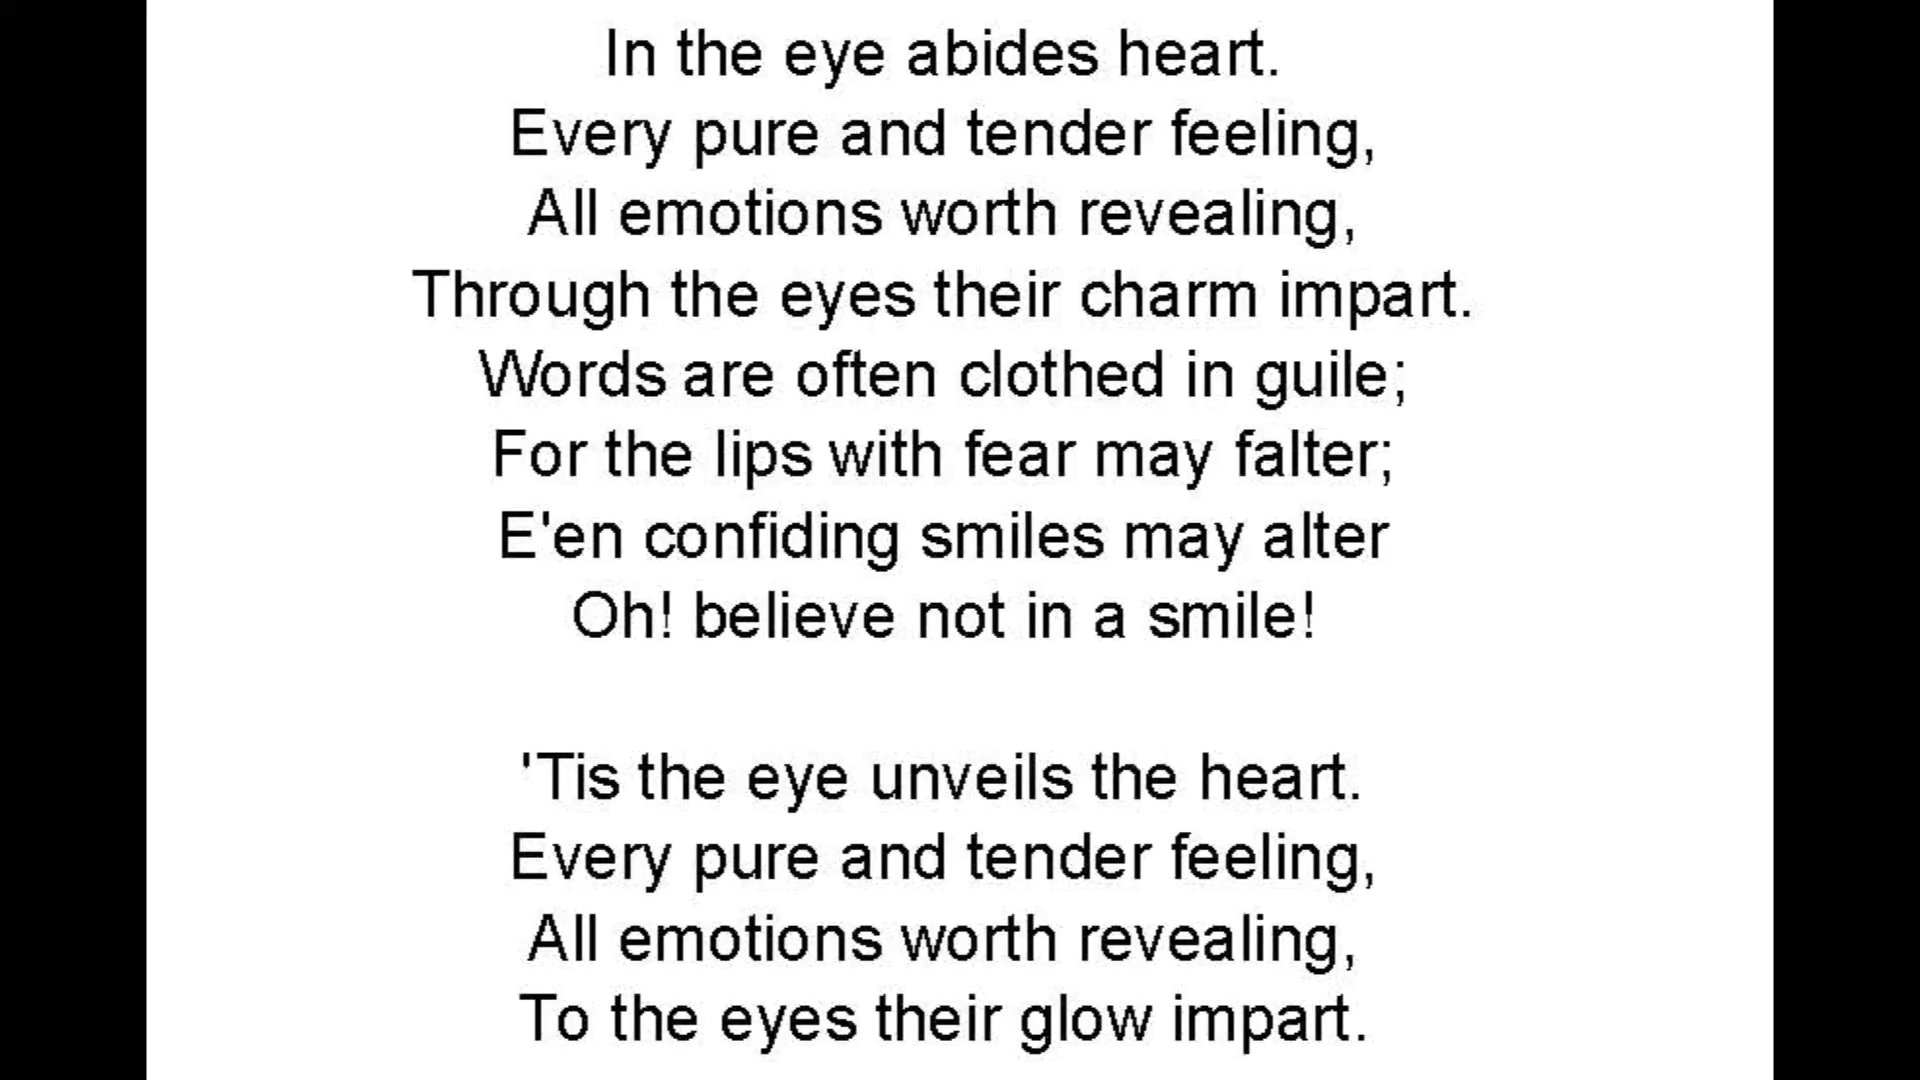 In the eye abides heart.
Every pure and tender feeling,
All emotions worth revealing,
Through the eyes their charm impart.
Words are often clothed in guile;
For the lips with fear may falter;
E'en confiding smiles may alter
Oh! believe not in a smile!
'Tis the eye unveils the heart.
Every pure and tender feeling,
All emotions worth revealing,
To the eyes their glow impart.